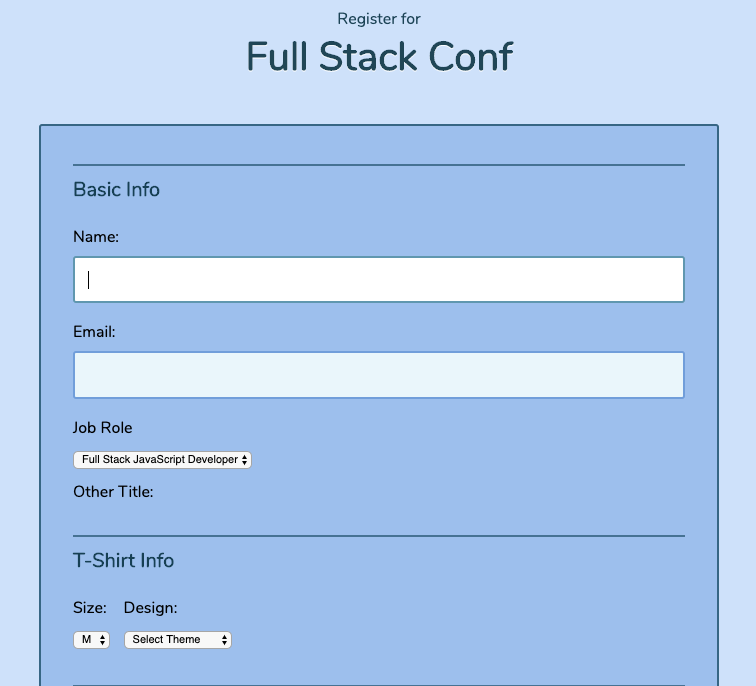 Register for
Full Stack Conf
Basic Info
Name:
Email:
Job Role
Full Stack JavaScript Developer
Other Title:
T-Shirt Info
Size: Design:
M Select Theme